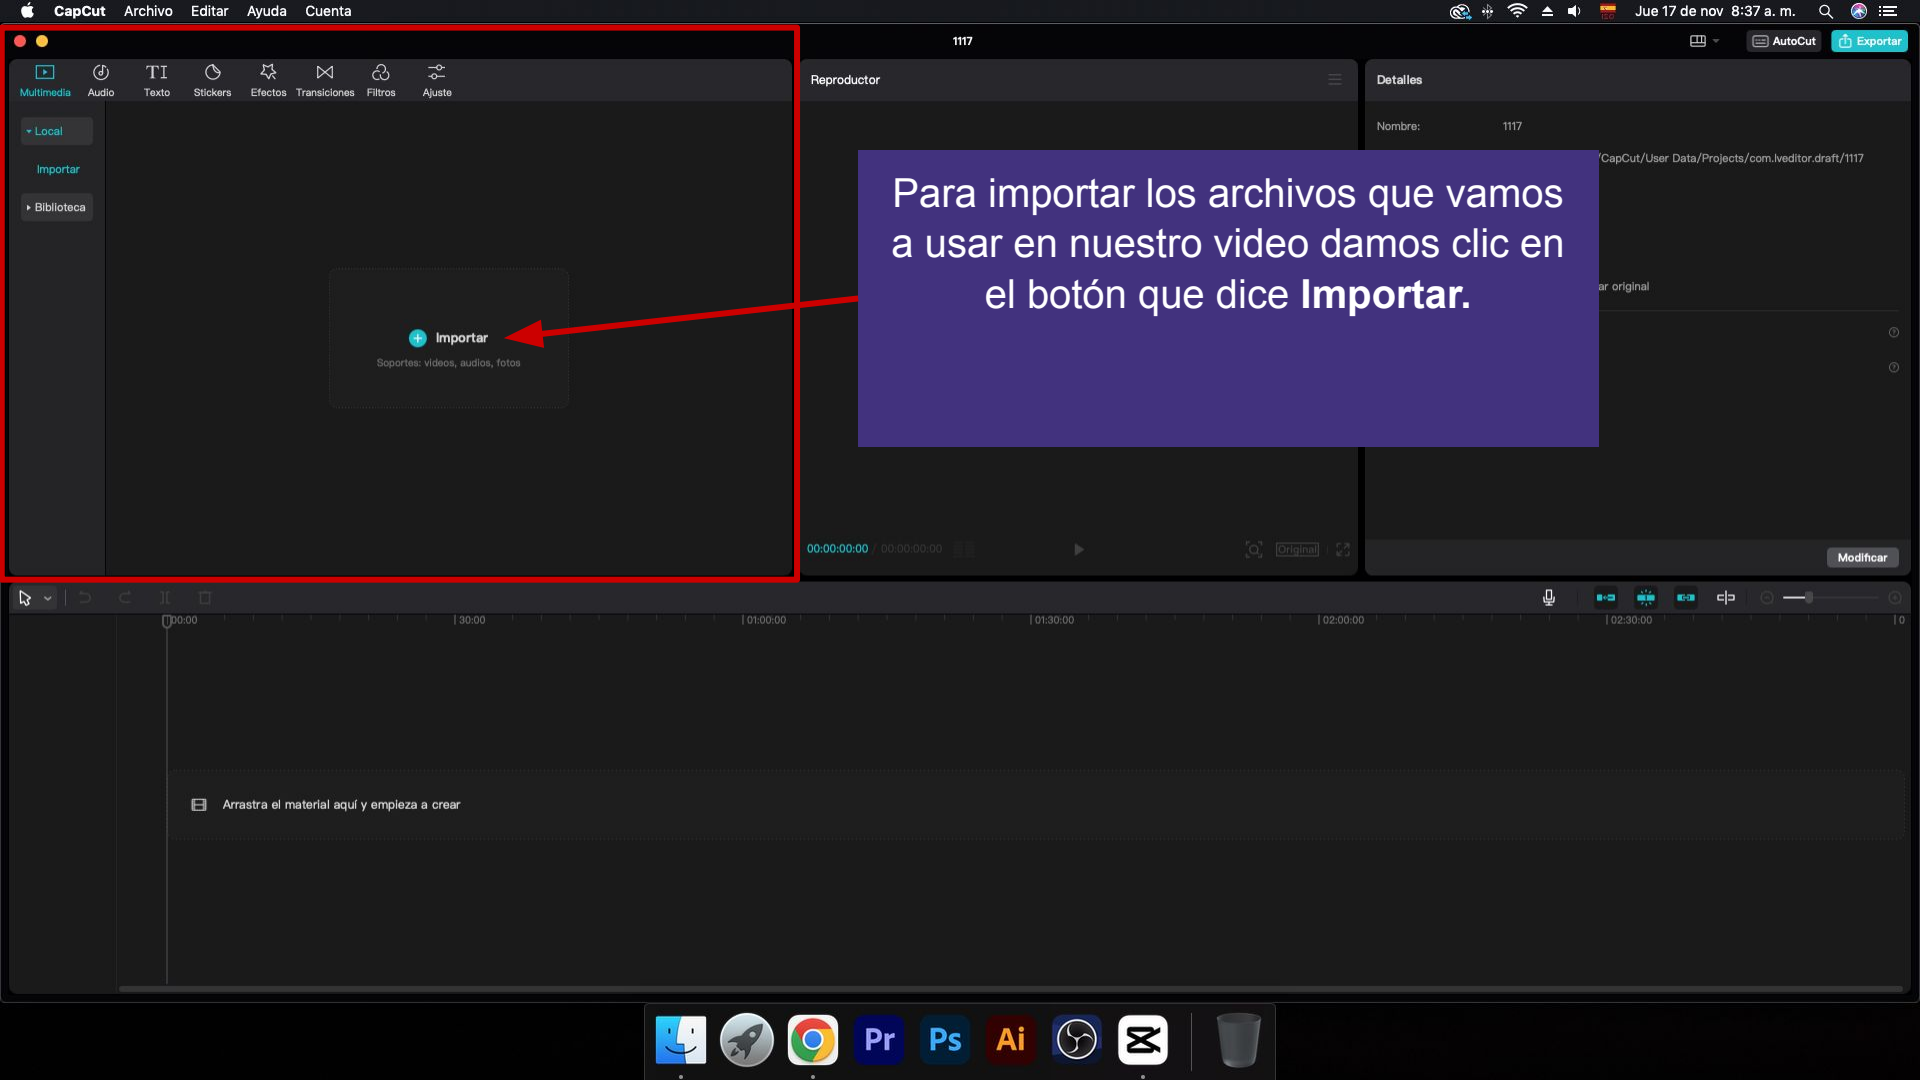 CapCut Archivo Editar Ayuda Cuenta
Jue 17 de nov 8:37 a. m.
1117
AutoCut Exportar
Multimedia Audio Texto Stickers Efectos Transiciones Filtros Ajuste
Local
Importar
Biblioteca
Importar
Soportes: videos, audios, fotos
Reproductor
00:00:00:00 / 00:00:00:00
Original
Detalles
Nombre: 1117
/CapCut/User Data/Projects/com.lveditor.draft/1117
ar original
Modificar
Para importar los archivos que vamos
a usar en nuestro video damos clic en
el botón que dice Importar.
00:00 30:00 01:00:00 01:30:00 02:00:00 02:30:00 0
Arrastra el material aquí y empieza a crear
Pr Ps Ai